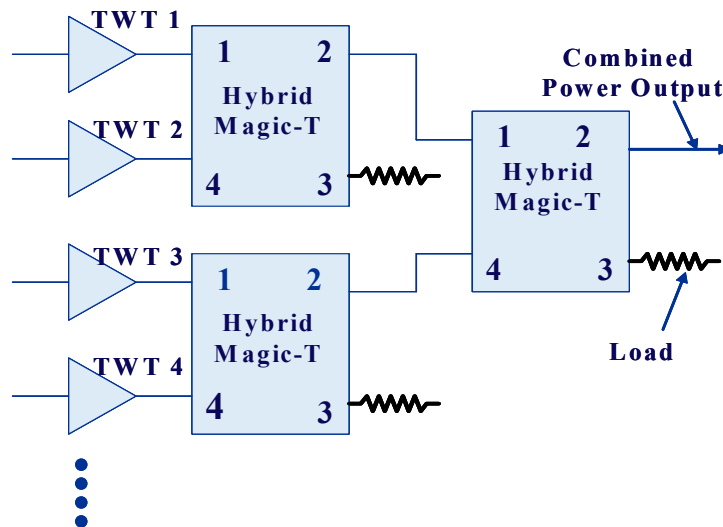 TWT 1
1 2
Hybrid
Magic-T
4 3
TWT 2
Combined
Power Output
1 2
Hybrid
Magic-T
4 3
Load
TWT 3
1 2
Hybrid
Magic-T
4 3
TWT 4